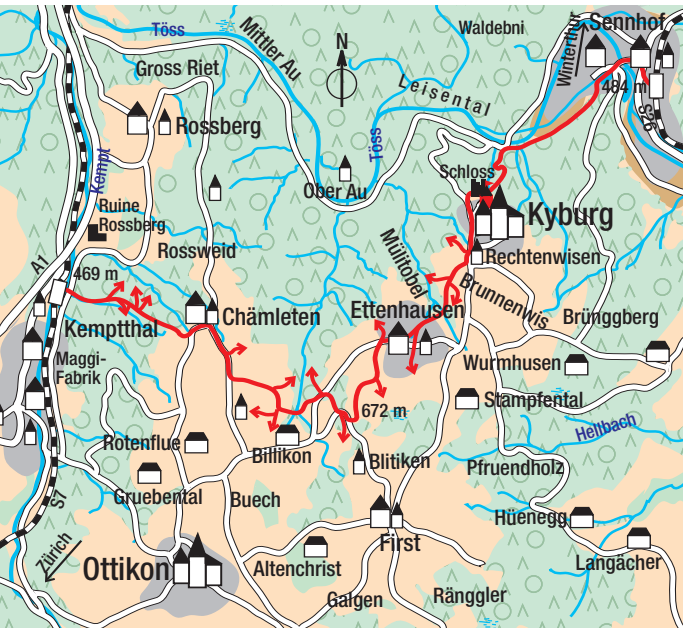 Töss
Mittler Au
Waldebni
Sennhof
Winterthur
N
Gross Riet
Leisental
484 m
S26
Rossberg
Töss
Kempt
Schloss
Ober Au
Ruine
Rossberg
Kyburg
A1
Rossweid
Mülltobel
Rechtenwisen
469 m
Brunnenwis
Kemptthal
Chämleten
Ettenhausen
Brünggberg
Maggi-
Fabrik
Wurmhusen
672 m
Stampfental
Hellbach
Rotenflue
Billikon
Blitiken
Pfruendholz
S7
Gruebental
Buech
Hüenegg
Zürich
Ottikon
Altenchrist
First
Langächer
Galgen
Ränggler